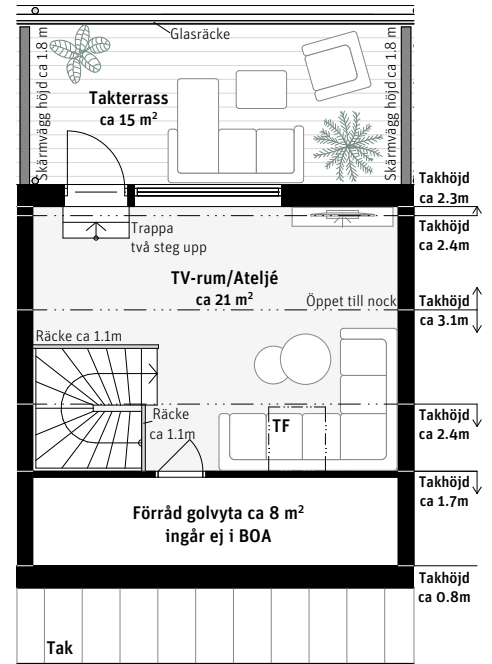 Glasräcke
Skärmvägg höjd ca 1.8 m
Skärmvägg höjd ca 1.8 m
Takterrass
ca 15 m²
Takhöjd
ca 2.3m
Takhöjd
ca 2.4m
Trappa
två steg upp
TV-rum/Ateljé
ca 21 m²
Öppet till nock
Takhöjd
ca 3.1m
Räcke ca 1.1m
Räcke
ca 1.1m
TF
Takhöjd
ca 2.4m
Takhöjd
ca 1.7m
Förråd golvyta ca 8 m²
ingår ej i BOA
Takhöjd
ca 0.8m
Tak